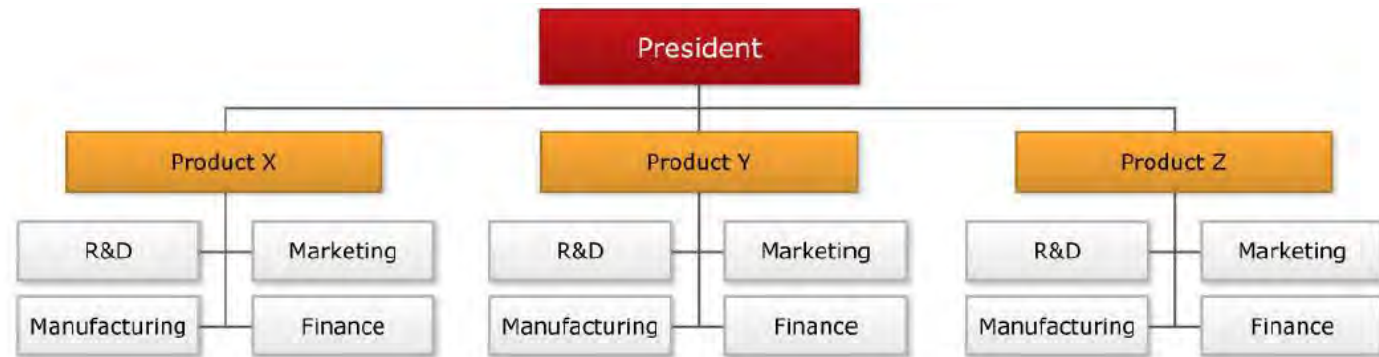 President
Product X
Product Y
Product Z
R&D
Marketing
R&D
Marketing
R&D
Marketing
Manufacturing
Finance
Manufacturing
Finance
Manufacturing
Finance